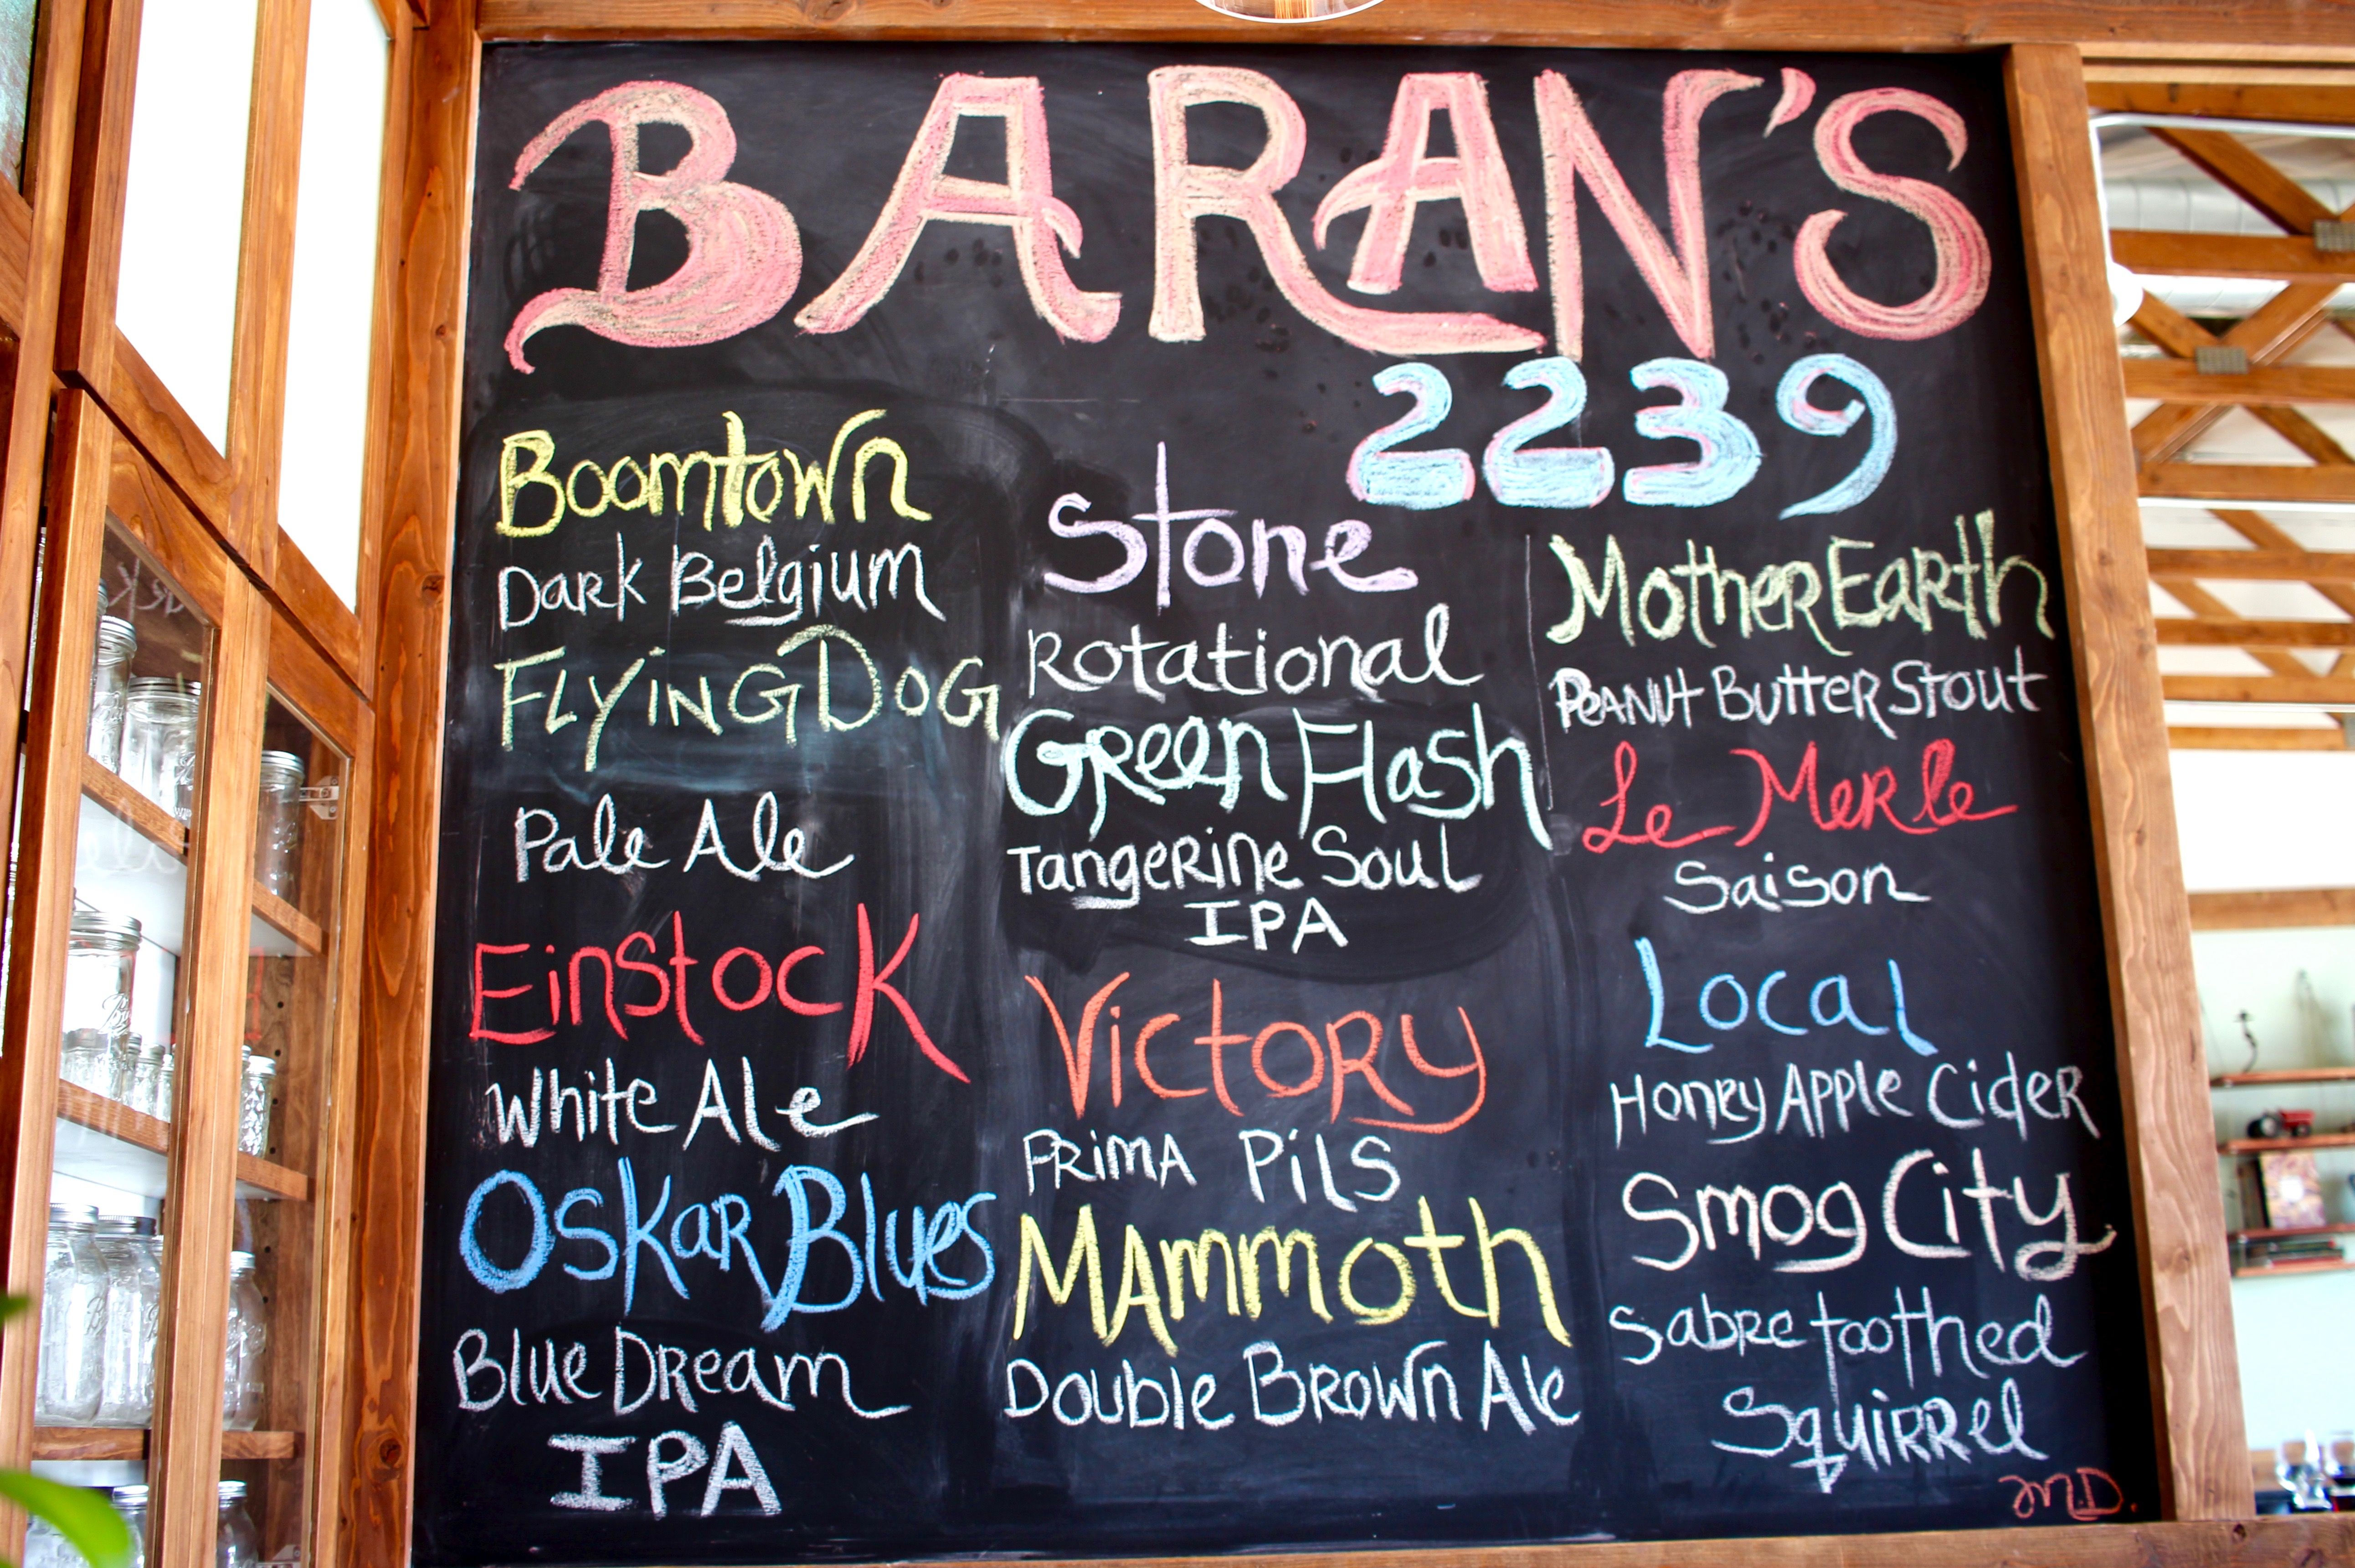 BARAN'S
2239
Boomtown
Dark Belgium
Flying Dog
Pale Ale
Einstock
White Ale
Oskar Blues
Blue Dream
IPA
Stone
Rotational
Green Flash
Tangerine Soul
IPA
Victory
Prima Pils
Mammoth
Double Brown Ale
Mother Earth
Peanut Butter Stout
Le Merle
Saison
Local
Honey Apple Cider
Smog City
Sabre toothed
Squirrel
M.D.